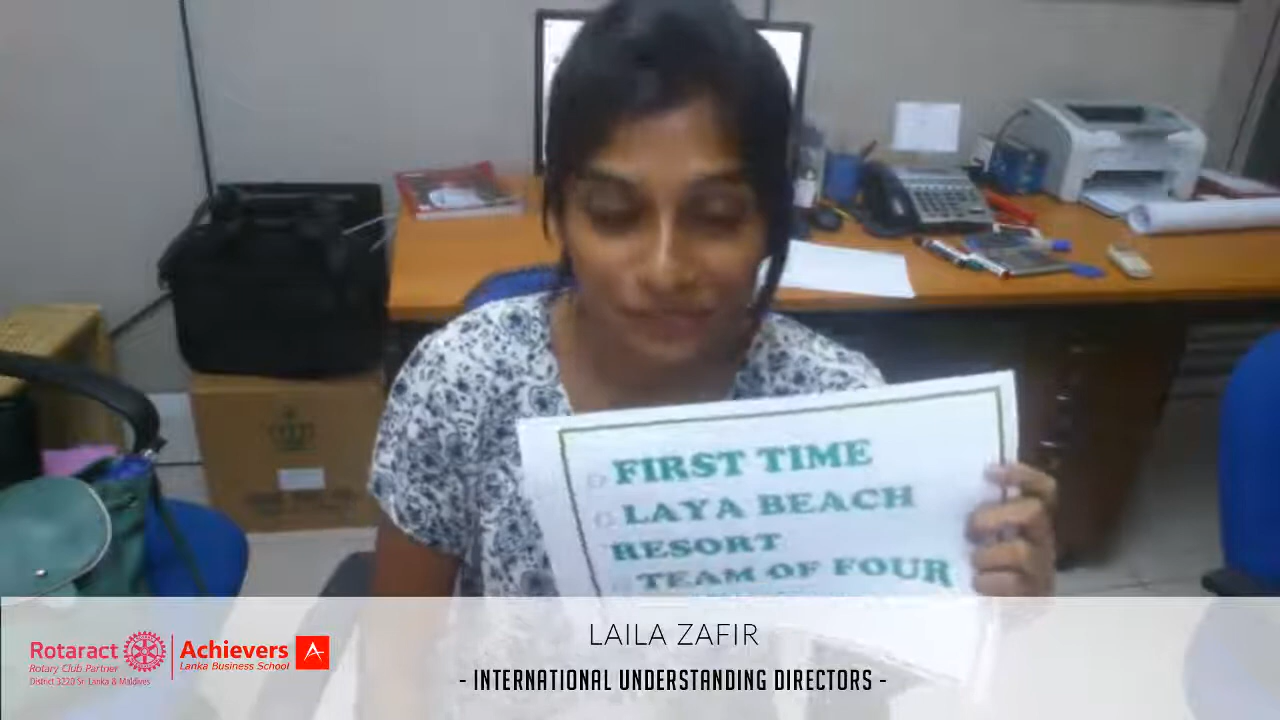 FIRST TIME
LAYA BEACH
RESORT
TEAM OF FOUR
LAILA ZAFIR
- INTERNATIONAL UNDERSTANDING DIRECTORS -
Rotaract
Rotary Club Partner
District 3220 Sri Lanka & Maldives
Achievers
Lanka Business School